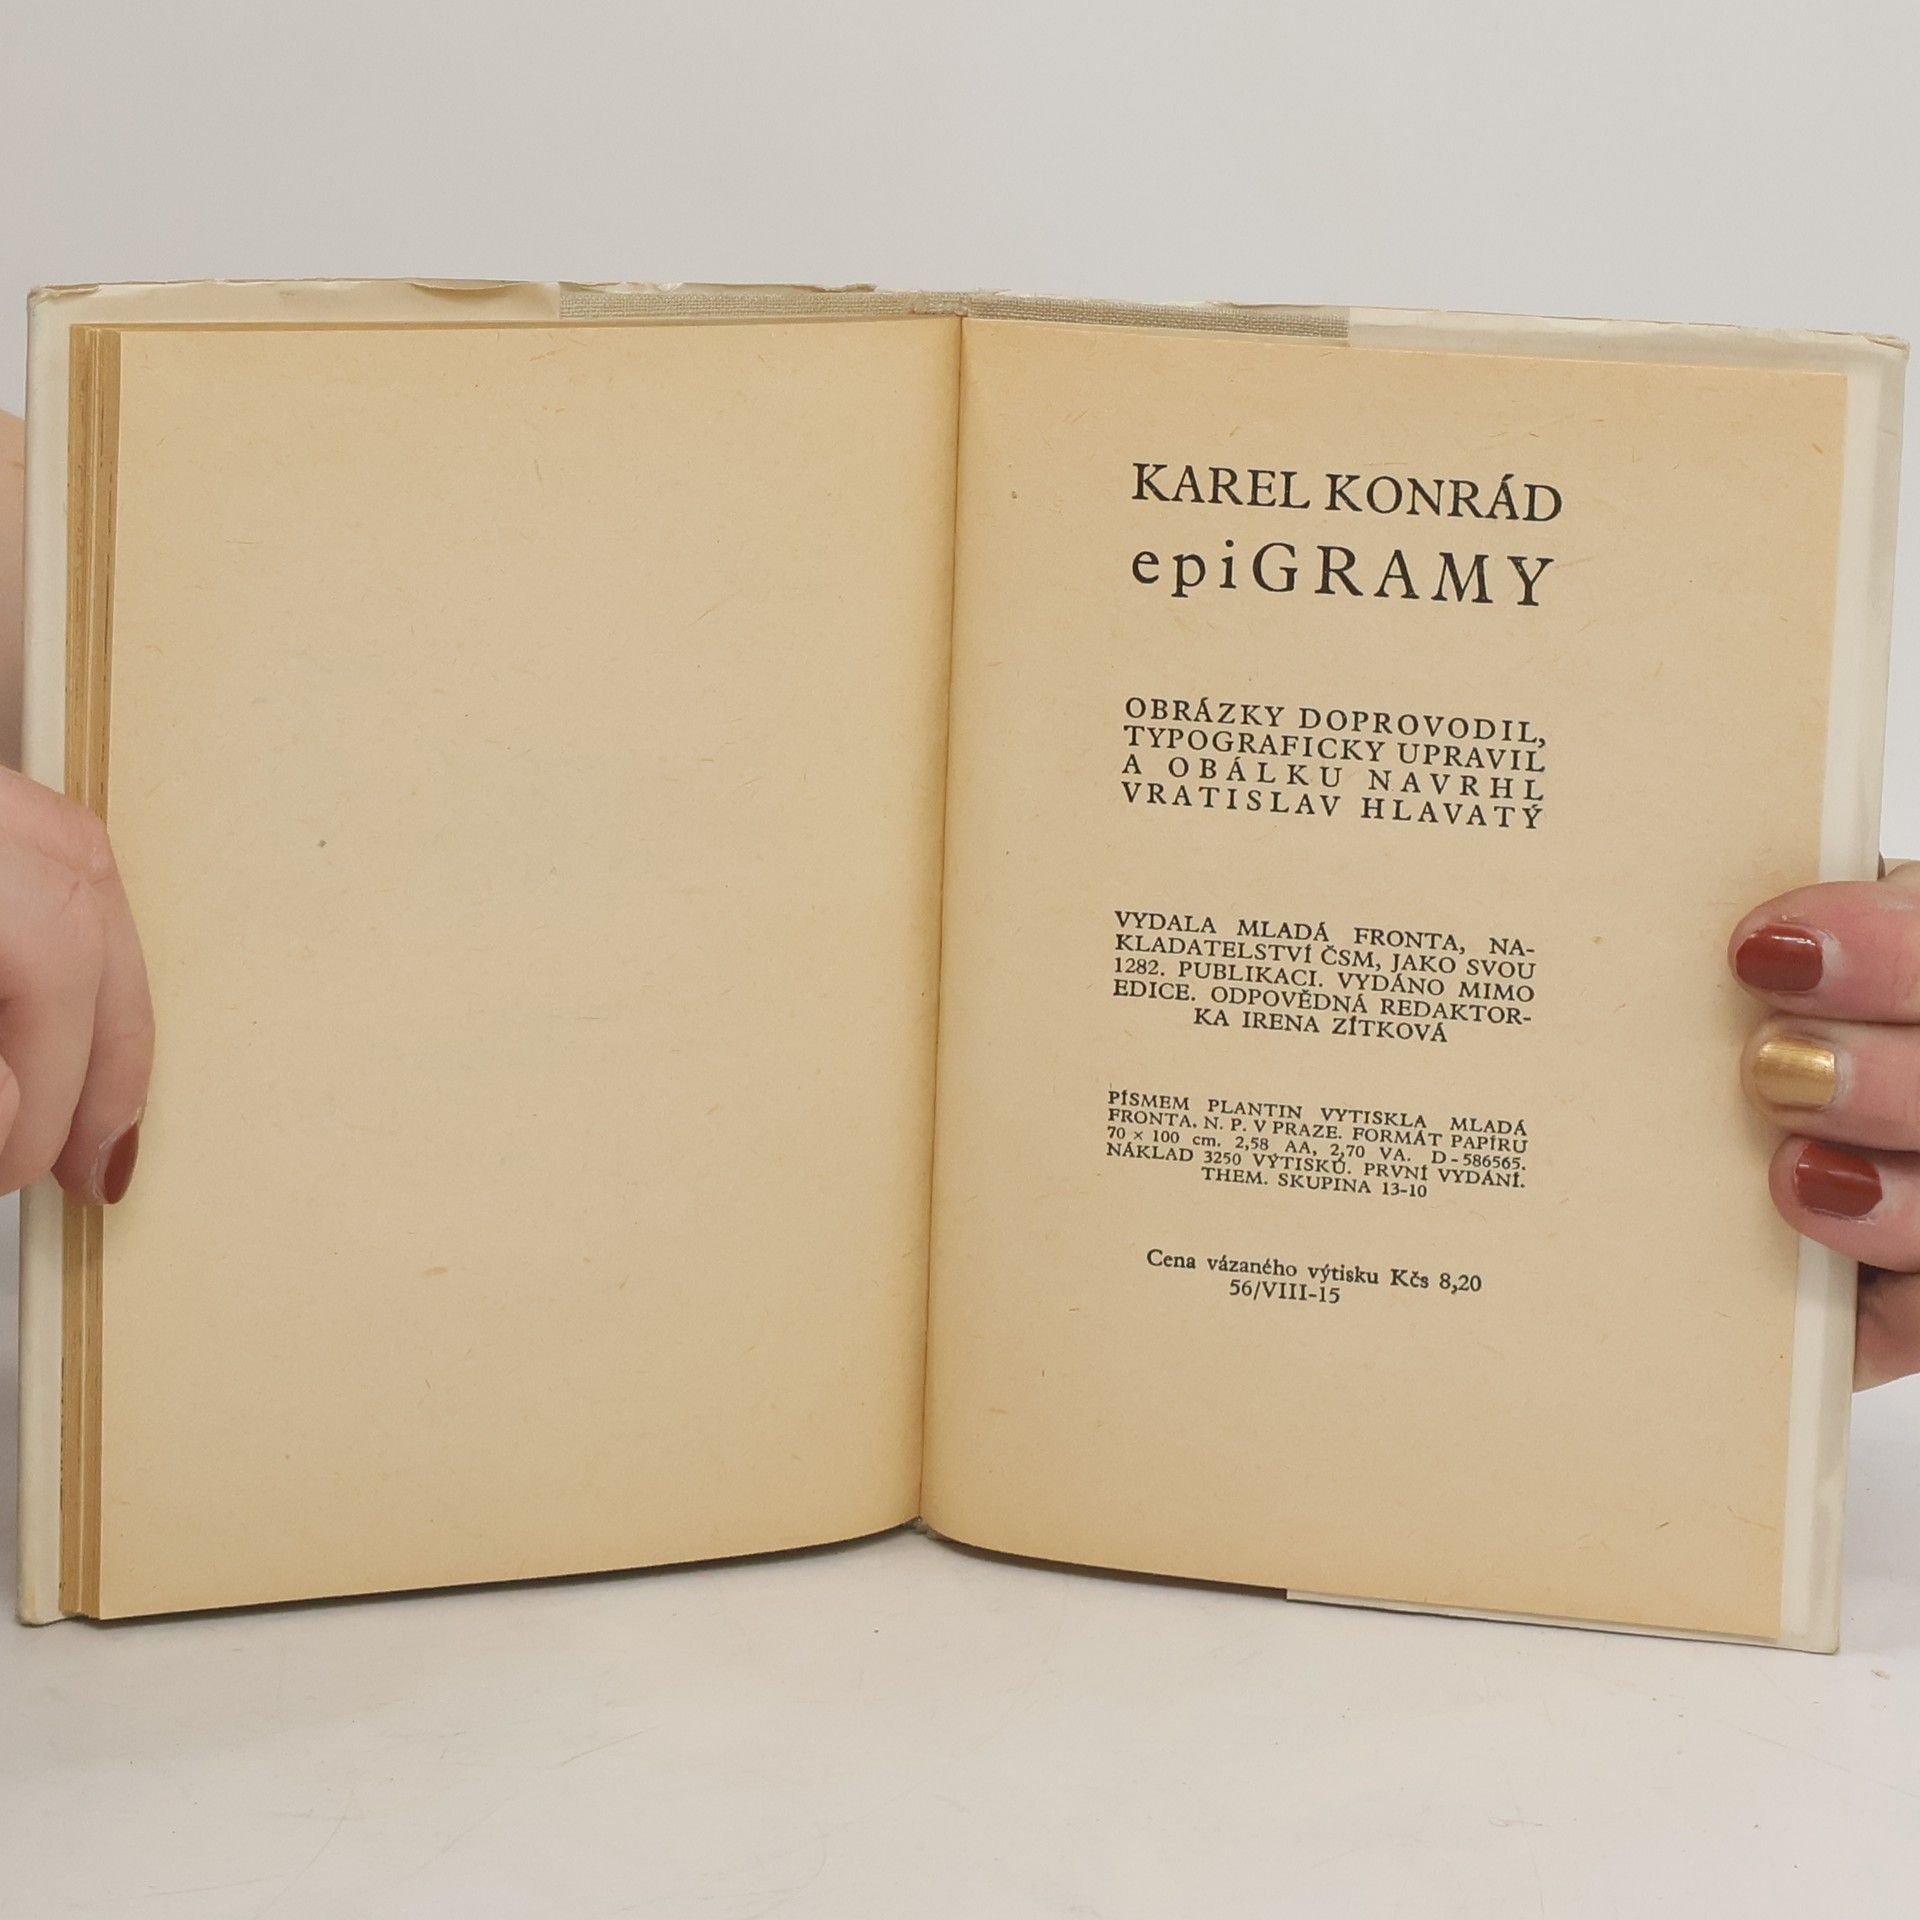 KAREL KONRÁD
epiGRAMY
OBRÁZKY DOPROVODIL,
TYPOGRAFICKY UPRAVIL
A OBÁLKU NAVRHL
VRATISLAV HLAVATÝ
VYDALA MLADÁ FRONTA, NA-
KLADATELSTVÍ ČSM, JAKO SVOU
1282. PUBLIKACI. VYDÁNO MIMO
EDICE. ODPOVĚDNÁ REDAKTOR-
KA IRENA ZÍTKOVÁ
PÍSMEM PLANTIN VYTISKLA MLADÁ
FRONTA, N. P. V PRAZE. FORMÁT PAPÍRU
70 × 100 cm. 2,58 AA, 2,70 VA. D-586565.
NÁKLAD 3250 VÝTISKŮ. PRVNÍ VYDÁNÍ.
THEM. SKUPINA 13-10
Cena vázaného výtisku Kčs 8,20
56/VIII-15